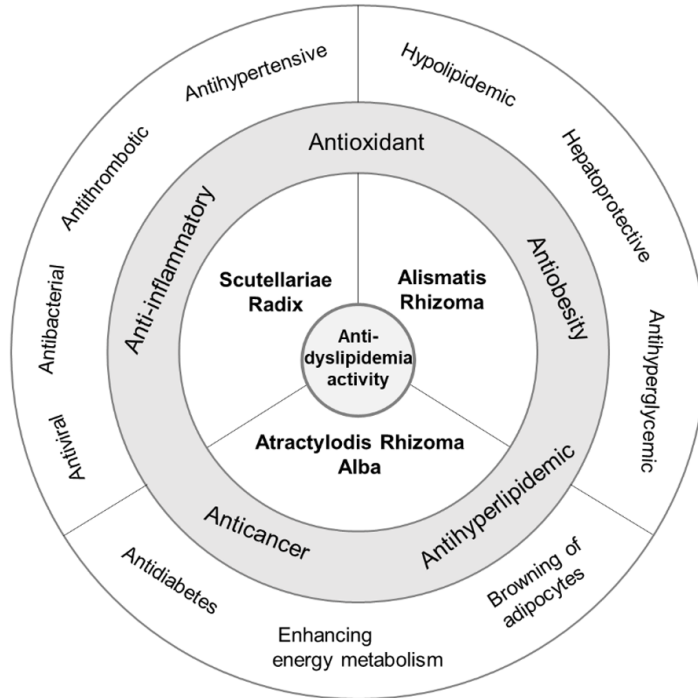 Antihypertensive
Hypolipidemic
Antithrombotic
Hepatoprotective
Antibacterial
Antihyperglycemic
Antiviral
Antidiabetes
Enhancing
energy metabolism
Browning of
adipocytes
Antioxidant
Anti-inflammatory
Antiobesity
Anticancer
Antihyperlipidemic
Scutellariae
Radix
Alismatis
Rhizoma
Anti-
dyslipidemia
activity
Atractylodis Rhizoma
Alba